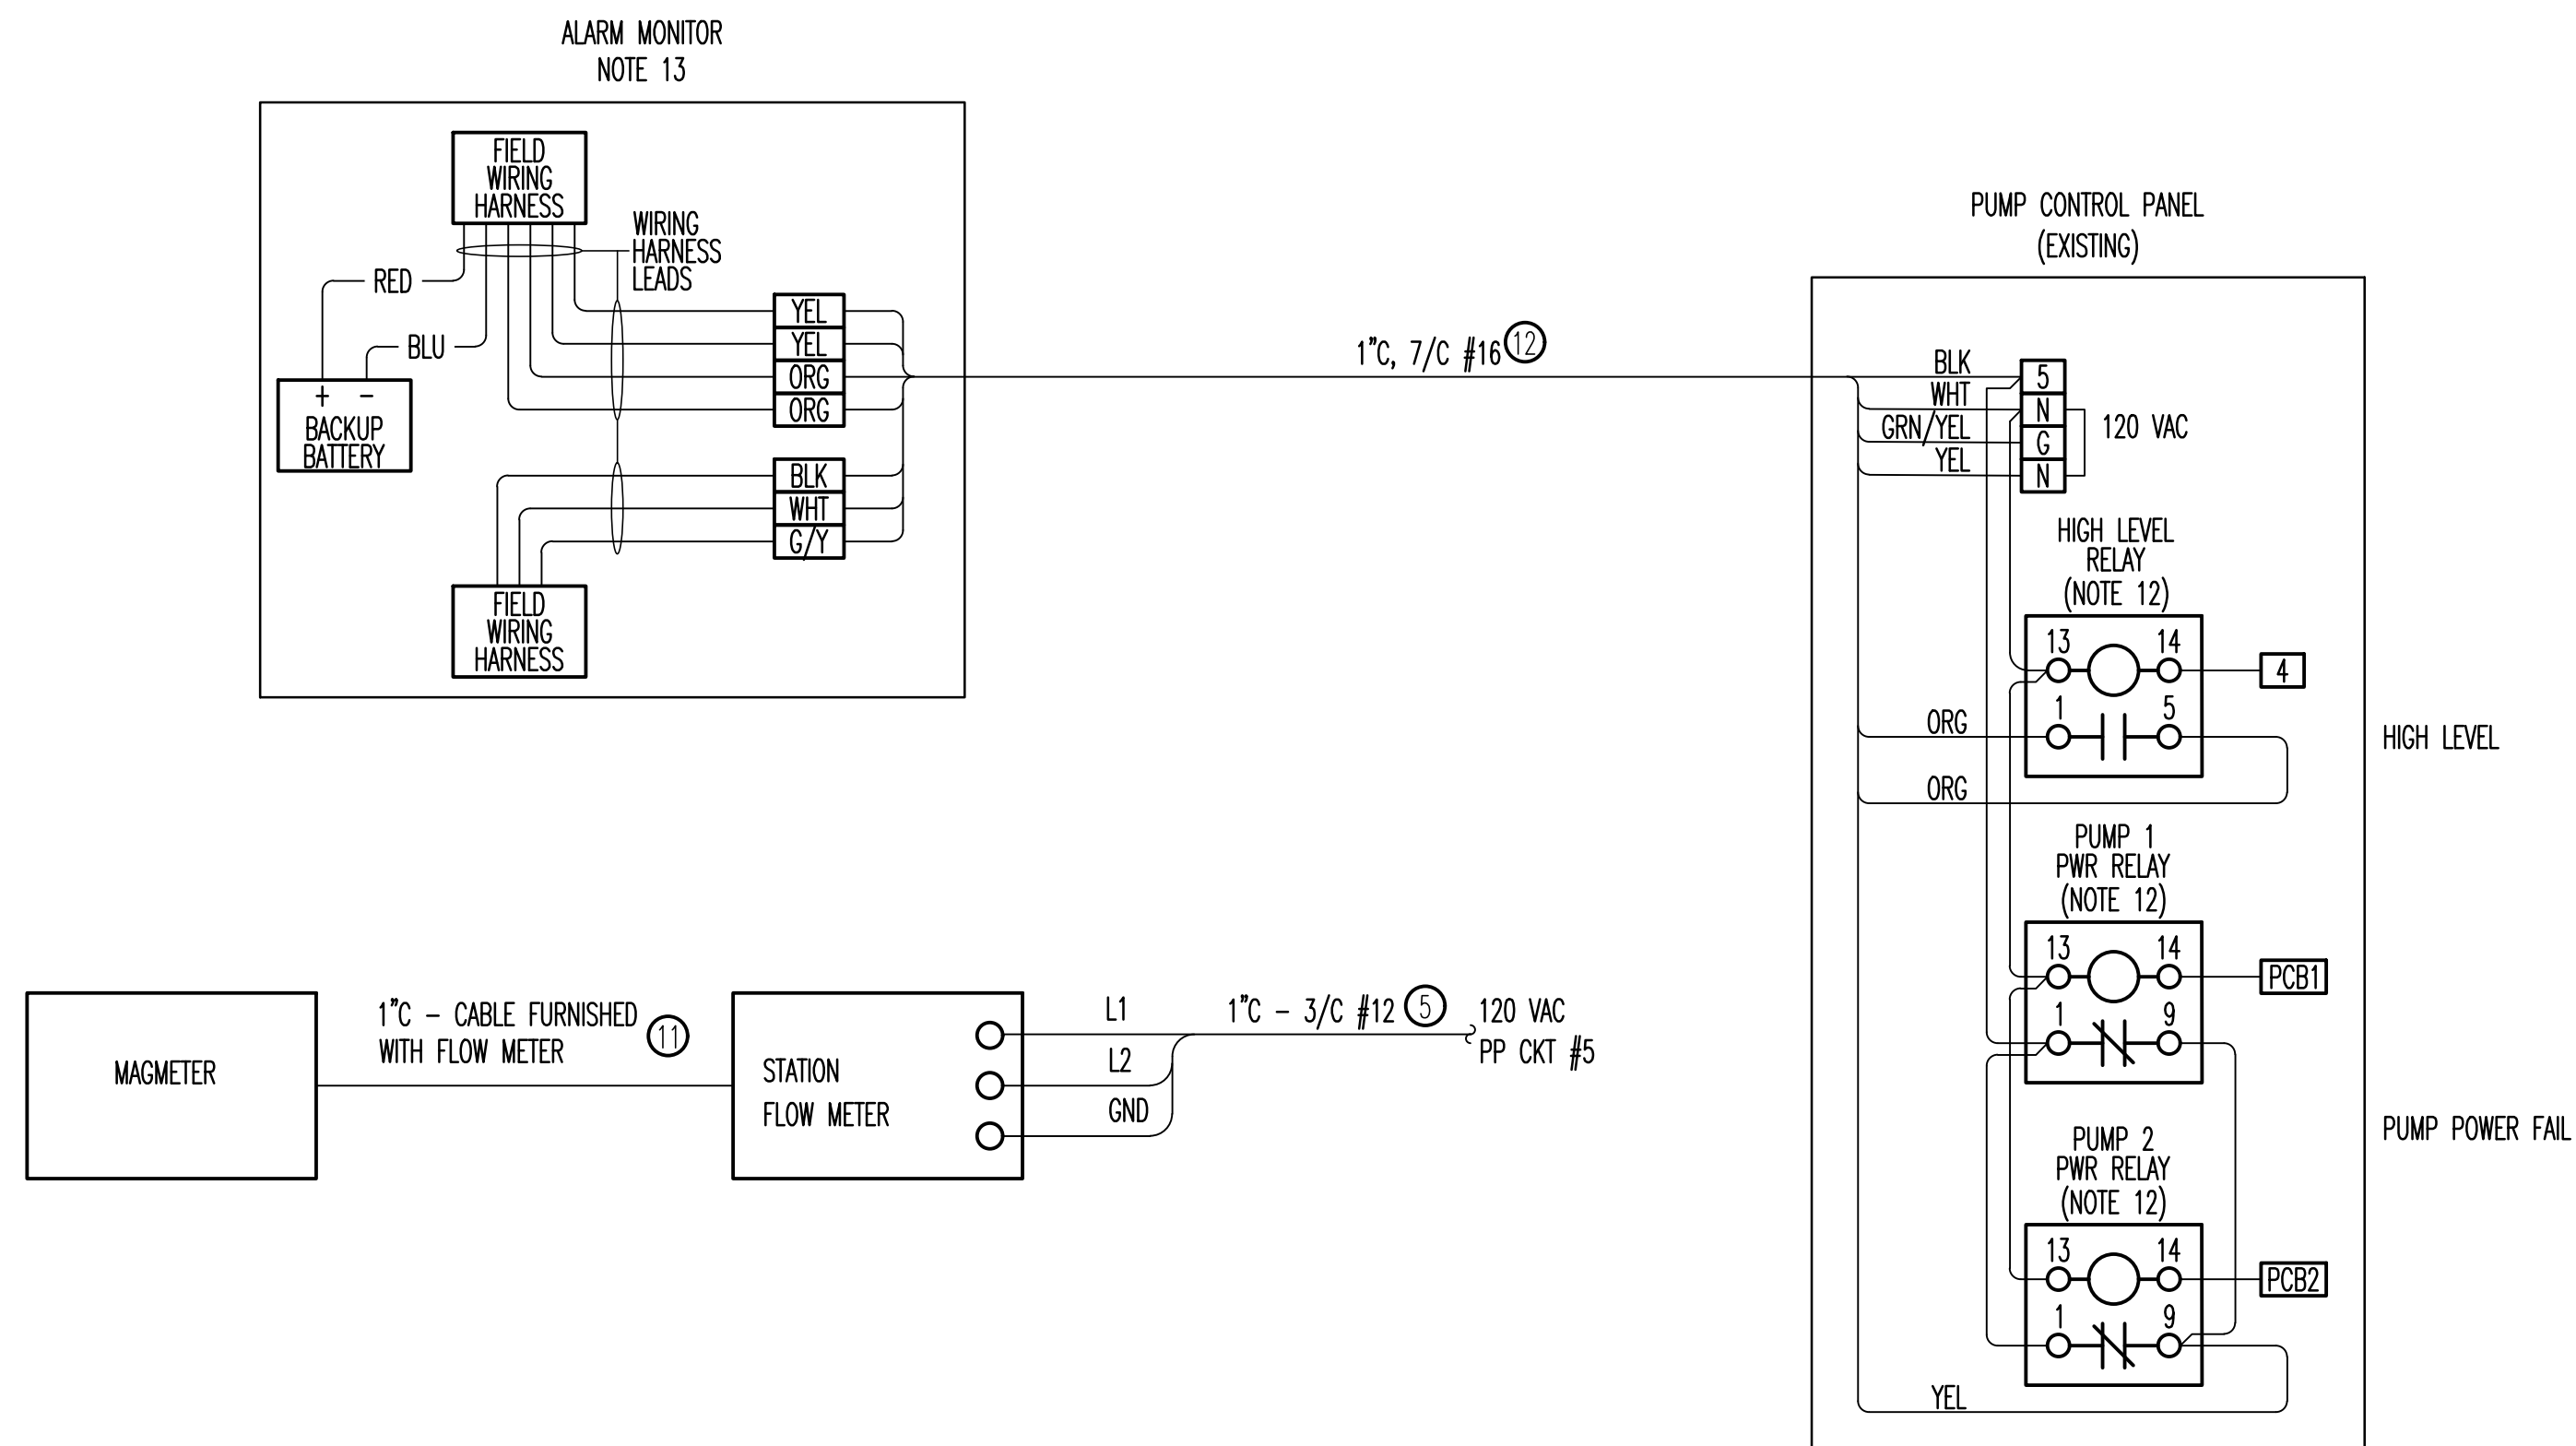 ALARM MONITOR
NOTE 13
FIELD
WIRING
HARNESS
WIRING
HARNESS
LEADS
RED
BLU
+ −
BACKUP
BATTERY
YEL
YEL
ORG
ORG
BLK
WHT
G/Y
FIELD
WIRING
HARNESS
1"C, 7/C #16
12
PUMP CONTROL PANEL
(EXISTING)
BLK
WHT
GRN/YEL
YEL
5
N
G
N
120 VAC
HIGH LEVEL
RELAY
(NOTE 12)
13 14
4
1 5
ORG
ORG
HIGH LEVEL
PUMP 1
PWR RELAY
(NOTE 12)
13 14
PCB1
1 9
PUMP POWER FAIL
PUMP 2
PWR RELAY
(NOTE 12)
13 14
PCB2
1 9
YEL
MAGMETER
1"C - CABLE FURNISHED
WITH FLOW METER
11
STATION
FLOW METER
L1
L2
GND
1"C - 3/C #12
5
120 VAC
PP CKT #5